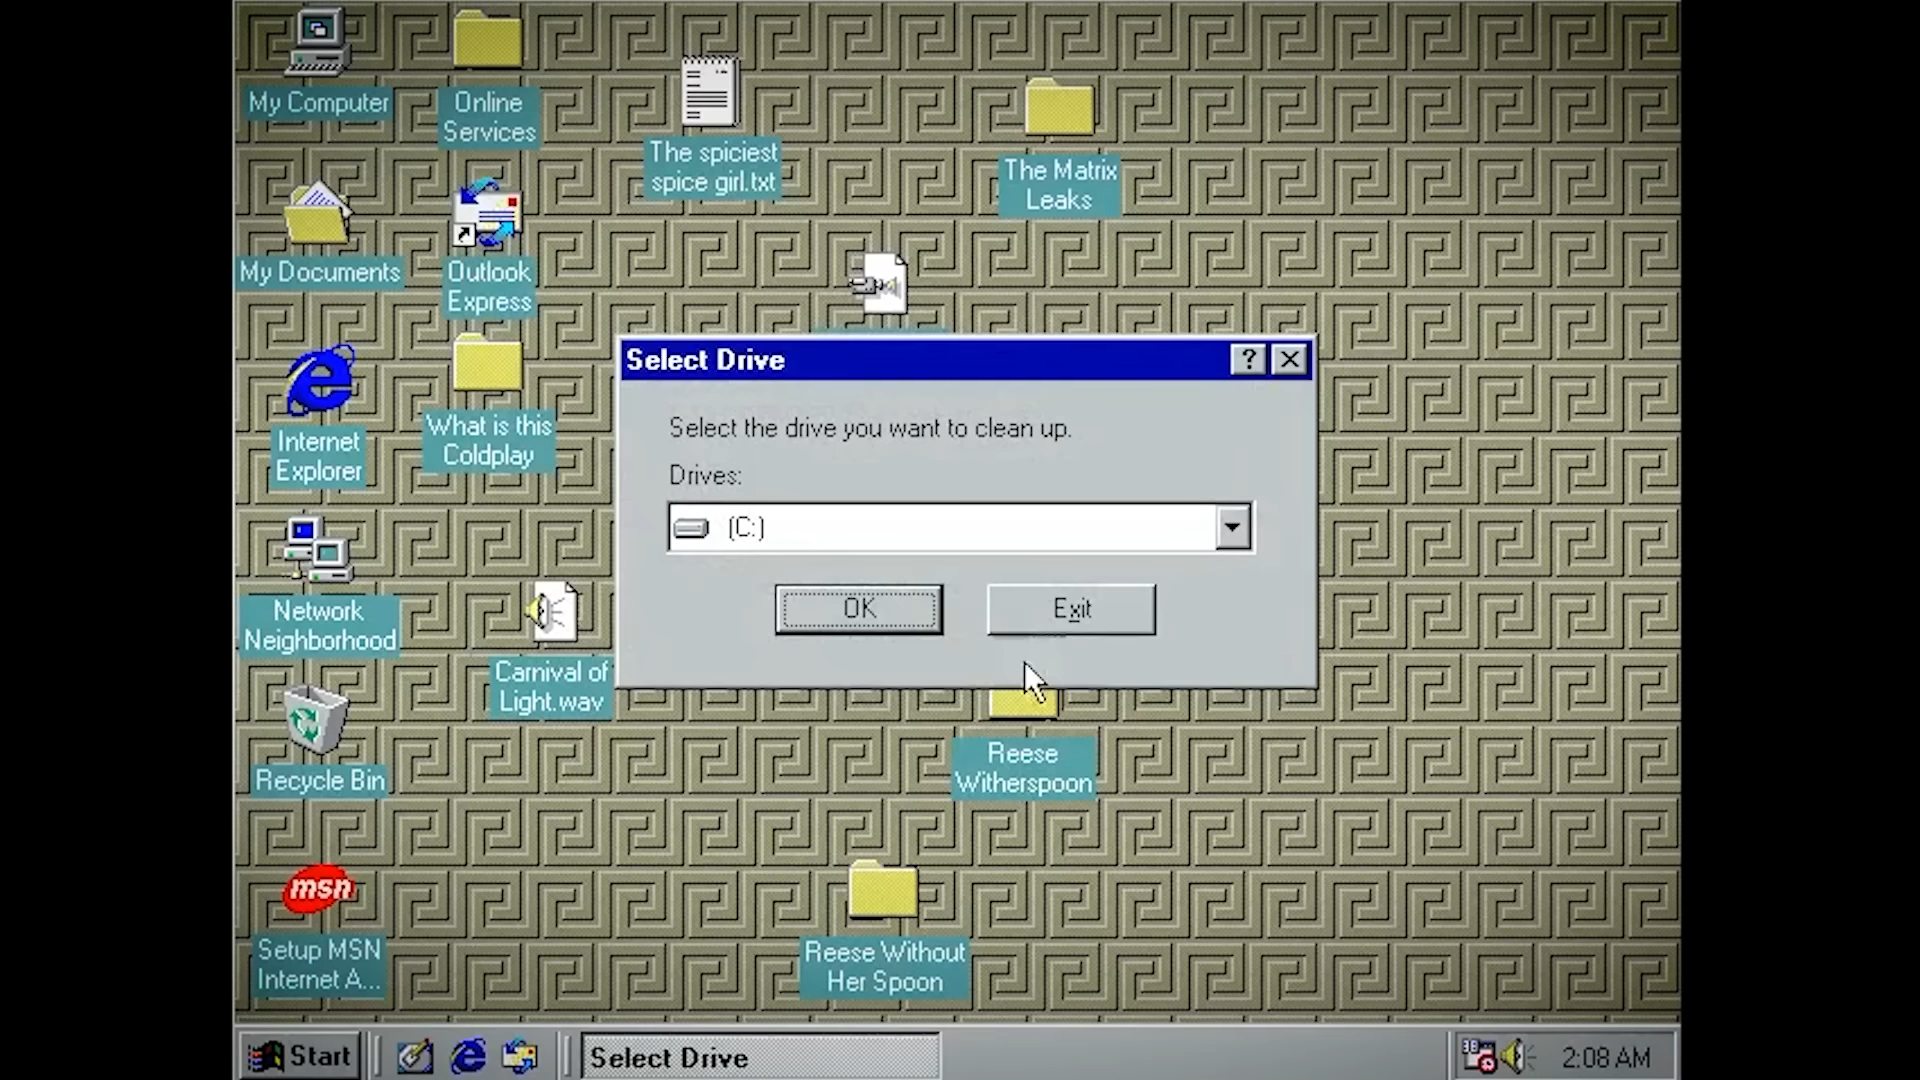 My Computer
Online
Services
The spiciest
spice girl.txt
The Matrix
Leaks
My Documents
Outlook
Express
Internet
Explorer
What is this
Coldplay
Select Drive
Select the drive you want to clean up.
Drives:
(C:)
OK
Exit
Network
Neighborhood
Carnival of
Light.wav
Reese
Witherspoon
Recycle Bin
msn
Setup MSN
Internet A...
Reese Without
Her Spoon
Start
Select Drive
2:08 AM